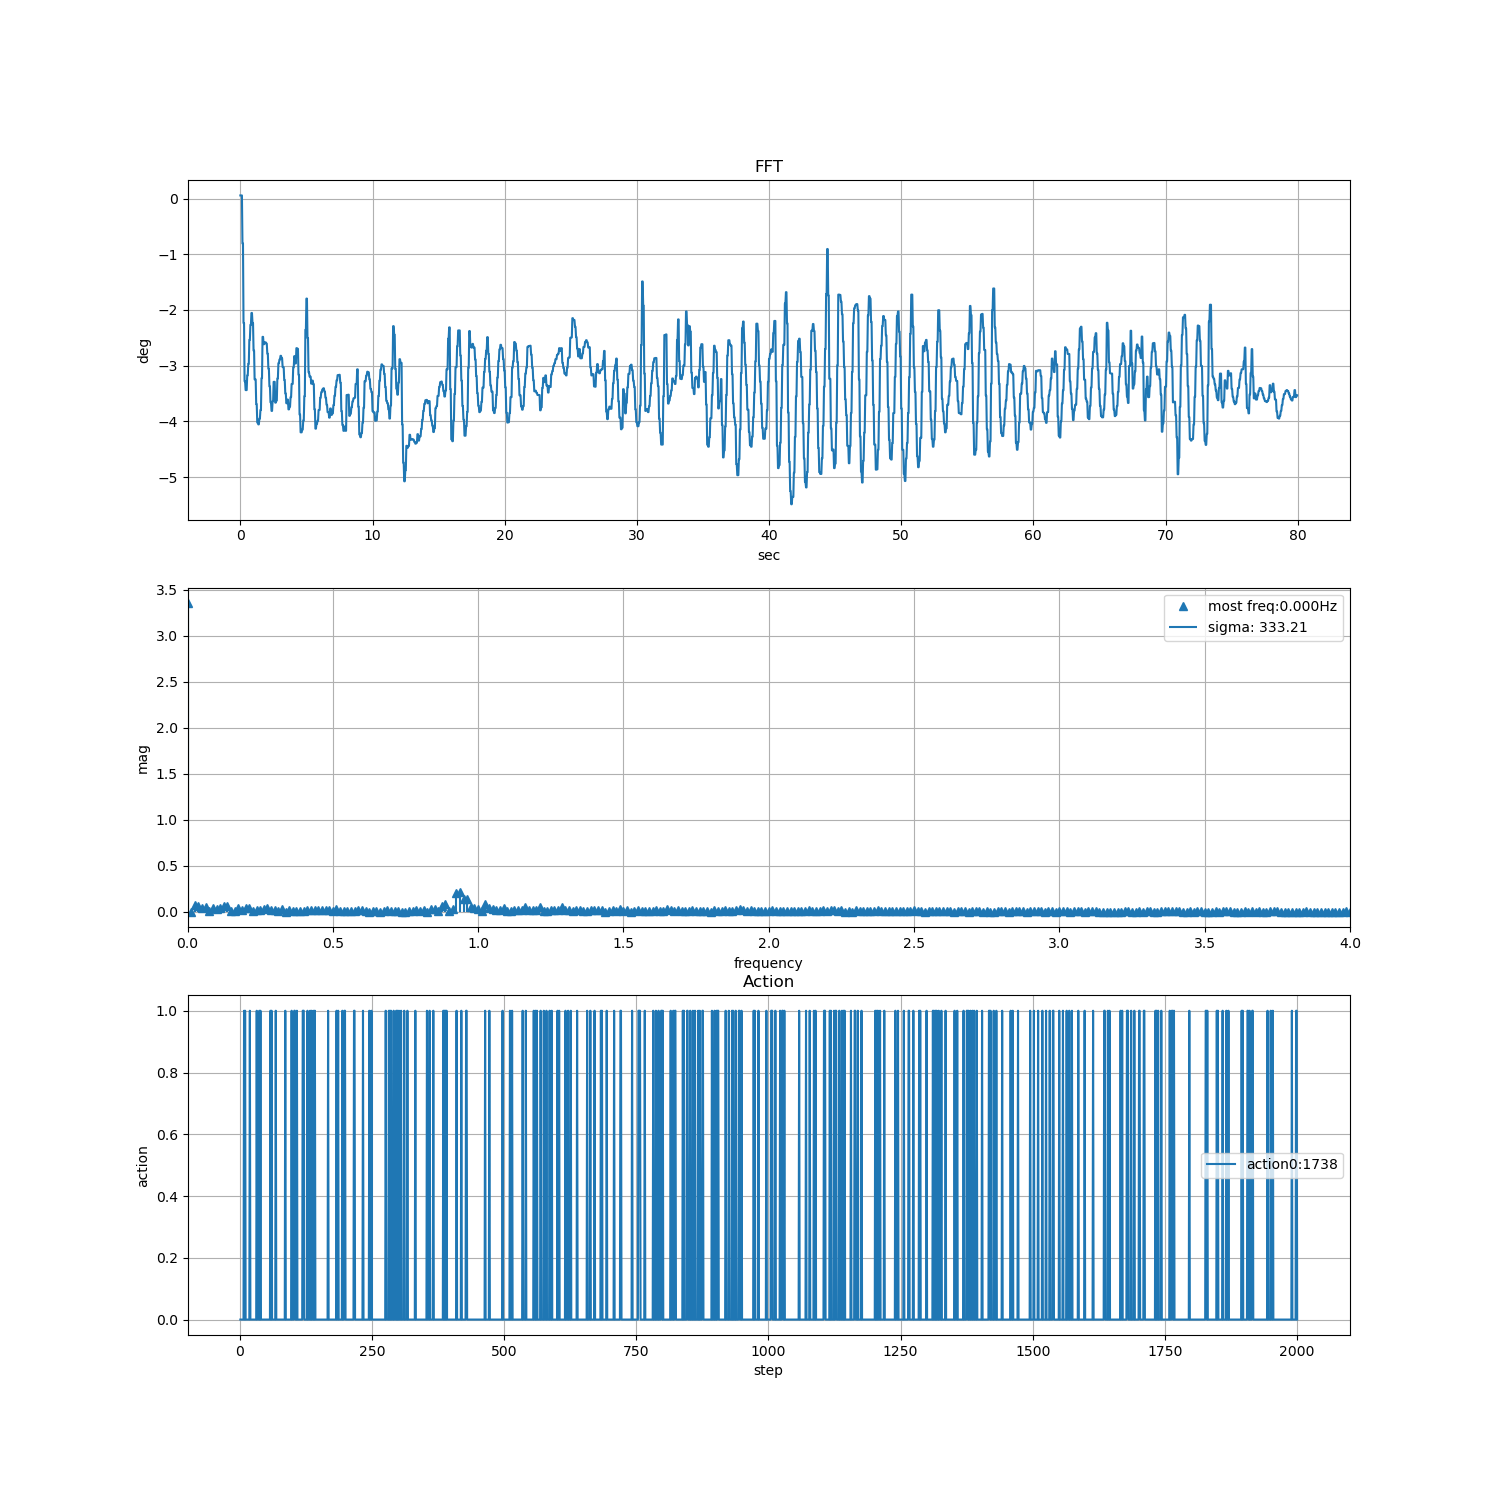 FFT
0
−1
−2
−3
−4
−5
deg
0 10 20 30 40 50 60 70 80
sec
3.5
3.0
2.5
2.0
1.5
1.0
0.5
0.0
mag
most freq:0.000Hz
sigma: 333.21
0.0 0.5 1.0 1.5 2.0 2.5 3.0 3.5 4.0
frequency
Action
1.0
0.8
0.6
0.4
0.2
0.0
action
action0:1738
0 250 500 750 1000 1250 1500 1750 2000
step